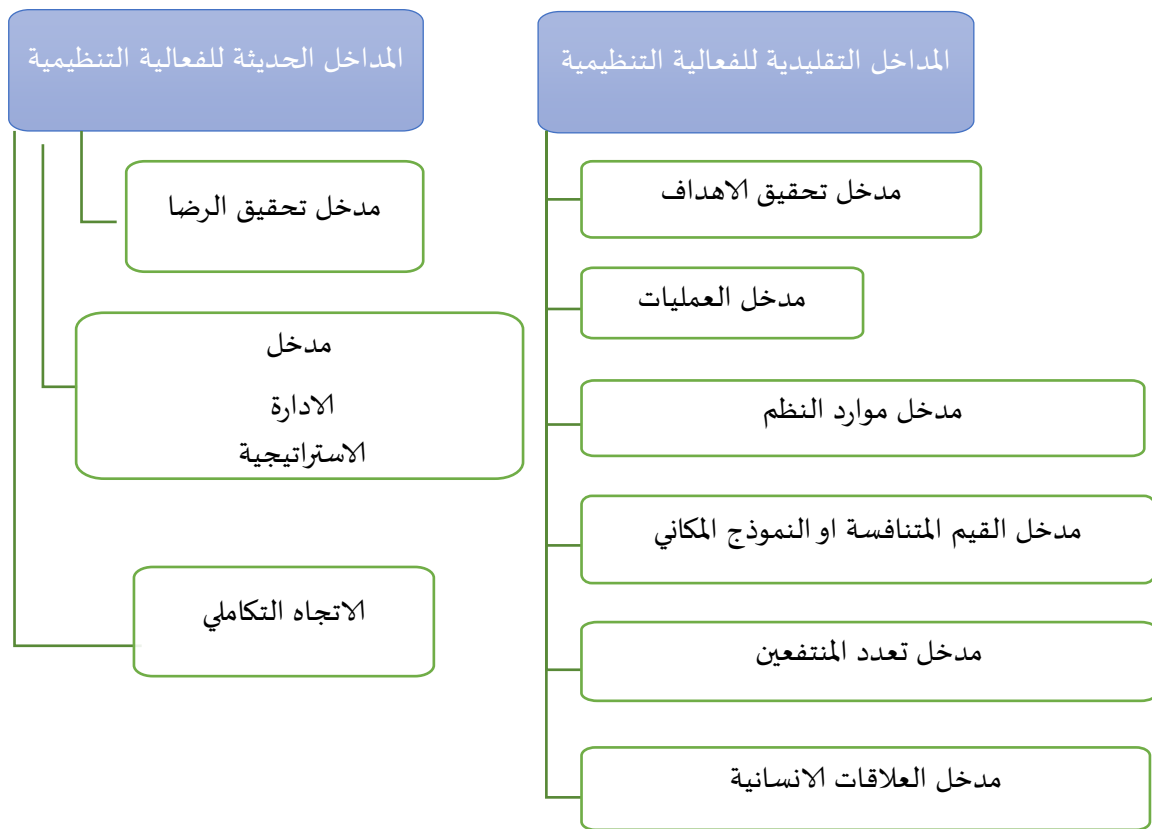 المداخل التقليدية للفعالية التنظيمية
مدخل تحقيق الاهداف
مدخل العمليات
مدخل موارد النظم
مدخل القيم المتنافسة او النموذج المكاني
مدخل تعدد المنتفعين
مدخل العلاقات الانسانية
المداخل الحديثة للفعالية التنظيمية
مدخل تحقيق الرضا
مدخل
الادارة
الاستراتيجية
الاتجاه التكاملي